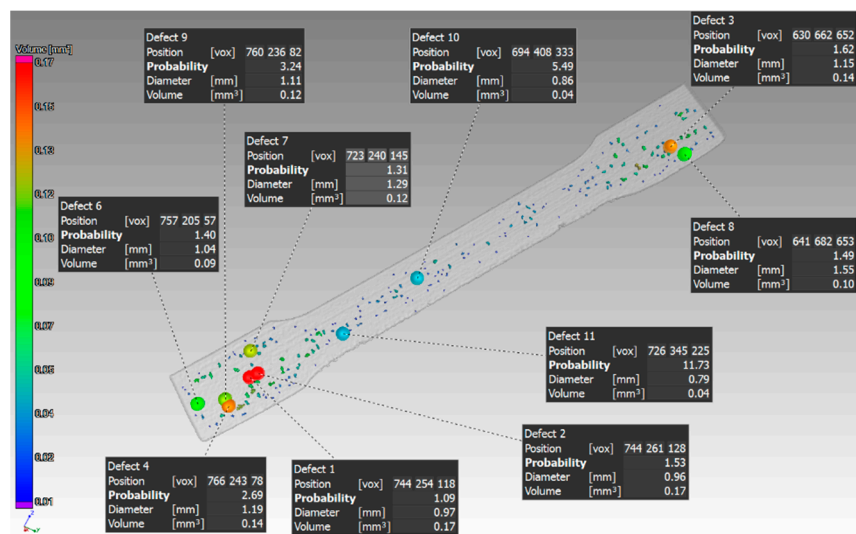 Defect 9
Position [vox] 760 236 82
Probability 3.24
Diameter [mm] 1.11
Volume [mm³] 0.12
Defect 10
Position [vox] 694 408 333
Probability 5.49
Diameter [mm] 0.86
Volume [mm³] 0.04
Defect 3
Position [vox] 630 662 652
Probability 1.62
Diameter [mm] 1.15
Volume [mm³] 0.14
Volume [mm³]
0.17
0.15
0.13
0.12
0.10
0.09
0.07
0.05
0.04
0.02
0.01
Defect 7
Position [vox] 723 240 145
Probability 1.31
Diameter [mm] 1.29
Volume [mm³] 0.12
Defect 6
Position [vox] 757 205 57
Probability 1.40
Diameter [mm] 1.04
Volume [mm³] 0.09
Defect 8
Position [vox] 641 682 653
Probability 1.49
Diameter [mm] 1.55
Volume [mm³] 0.10
Defect 11
Position [vox] 726 345 225
Probability 11.73
Diameter [mm] 0.79
Volume [mm³] 0.04
Defect 2
Position [vox] 744 261 128
Probability 1.53
Diameter [mm] 0.96
Volume [mm³] 0.17
Defect 4
Position [vox] 766 243 78
Probability 2.69
Diameter [mm] 1.19
Volume [mm³] 0.14
Defect 1
Position [vox] 744 254 118
Probability 1.09
Diameter [mm] 0.97
Volume [mm³] 0.17